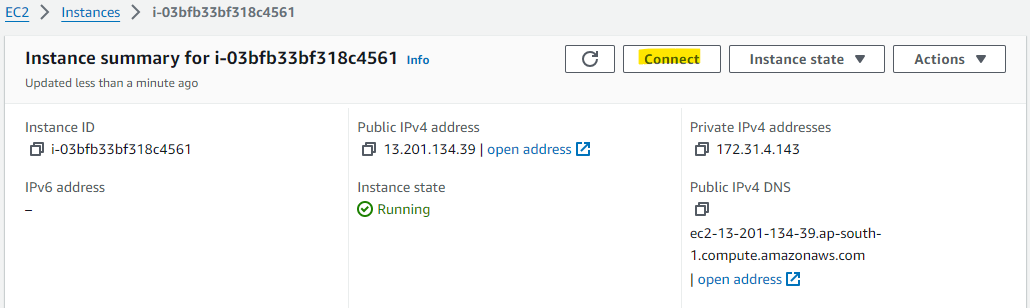 EC2 > Instances > i-03bfb33bf318c4561
Instance summary for i-03bfb33bf318c4561 Info
Updated less than a minute ago
Connect
Instance state
Actions
Instance ID
i-03bfb33bf318c4561
Public IPv4 address
13.201.134.39 | open address
Private IPv4 addresses
172.31.4.143
IPv6 address
–
Instance state
Running
Public IPv4 DNS
ec2-13-201-134-39.ap-south-
1.compute.amazonaws.com
| open address